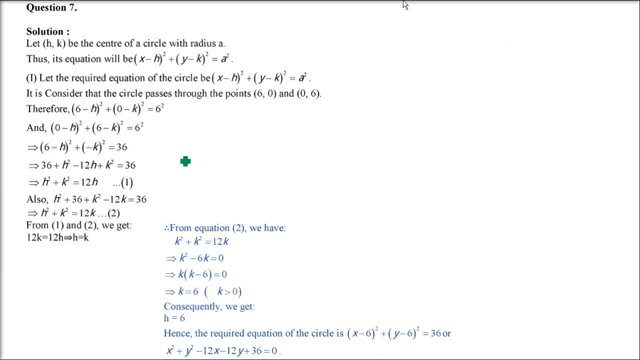 Question 7.
Solution :
Let (h, k) be the centre of a circle with radius a.
Thus, its equation will be (x−h)² + (y−k)² = a².
(I) Let the required equation of the circle be (x−h)² + (y−k)² = a².
It is Consider that the circle passes through the points (6, 0) and (0, 6).
Therefore, (6−h)² + (0−k)² = 6²
And, (0−h)² + (6−k)² = 6²
⇒ (6−h)² + (−k)² = 36
⇒ 36 + h² − 12h + k² = 36
⇒ h² + k² = 12h ...(1)
Also, h² + 36 + k² − 12k = 36
⇒ h² + k² = 12k ...(2)
From (1) and (2), we get:
12k=12h⇒h=k
∴From equation (2), we have:
k² + k² = 12k
⇒ k² − 6k = 0
⇒ k(k−6) = 0
⇒ k = 6 ( k>0)
Consequently, we get:
h = 6
Hence, the required equation of the circle is (x−6)² + (y−6)² = 36 or
x² + y² − 12x − 12y + 36 = 0.